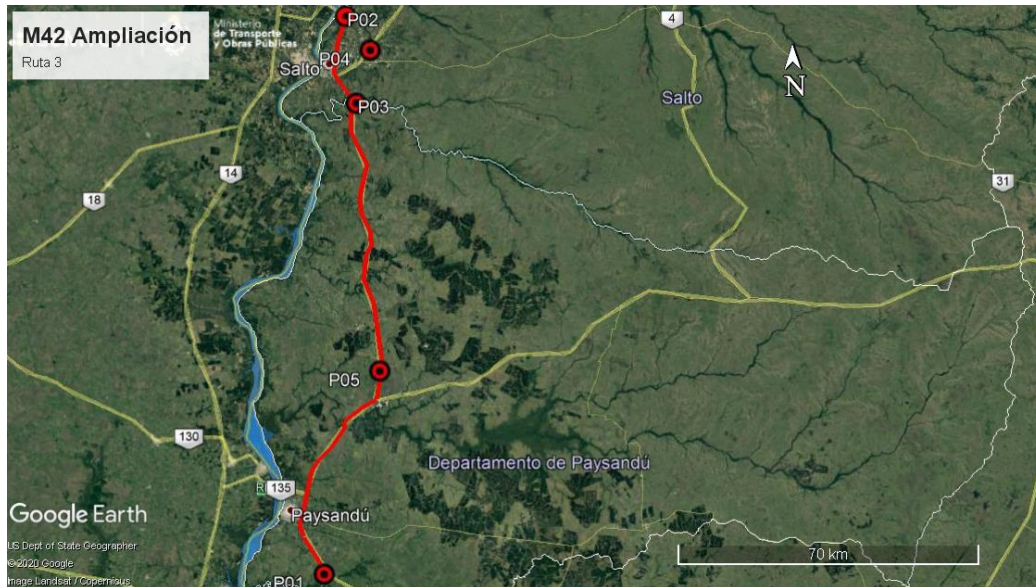 M42 Ampliación
Ruta 3
Ministerio
de Transporte
y Obras Públicas
P02
P04
Salto
P03
4
N
Salto
31
14
18
P05
130
Departamento de Paysandú
135
Paysandú
Google Earth
70 km
US Dept of State Geographer
©2020 Google
Image Landsat / Copernicus
P01